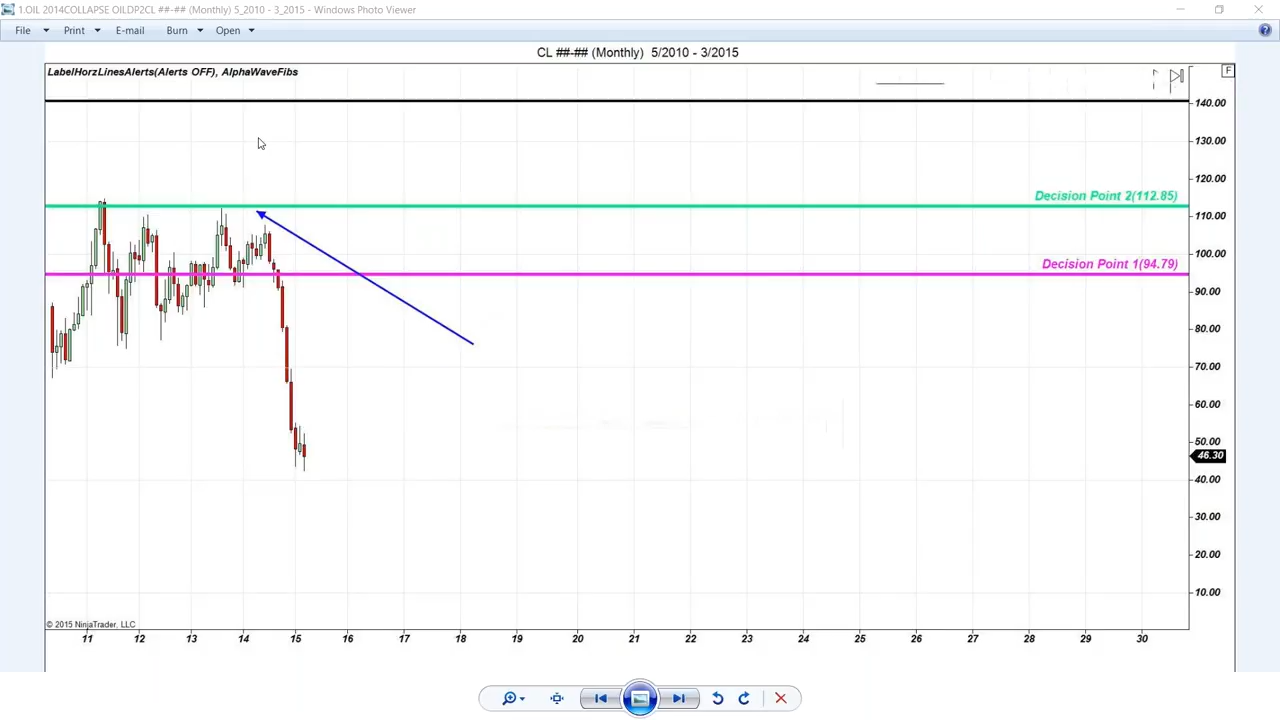 1.OIL 2014COLLAPSE OILDP2CL ##-## (Monthly) 5_2010 - 3_2015 - Windows Photo Viewer
File Print E-mail Burn Open
CL ##-## (Monthly) 5/2010 - 3/2015
LabelHorzLinesAlerts(Alerts OFF), AlphaWaveFibs
F
140.00
130.00
120.00
Decision Point 2(112.85)
110.00
100.00
Decision Point 1(94.79)
90.00
80.00
70.00
60.00
50.00
46.30
40.00
30.00
20.00
10.00
© 2015 NinjaTrader, LLC
11 12 13 14 15 16 17 18 19 20 21 22 23 24 25 26 27 28 29 30